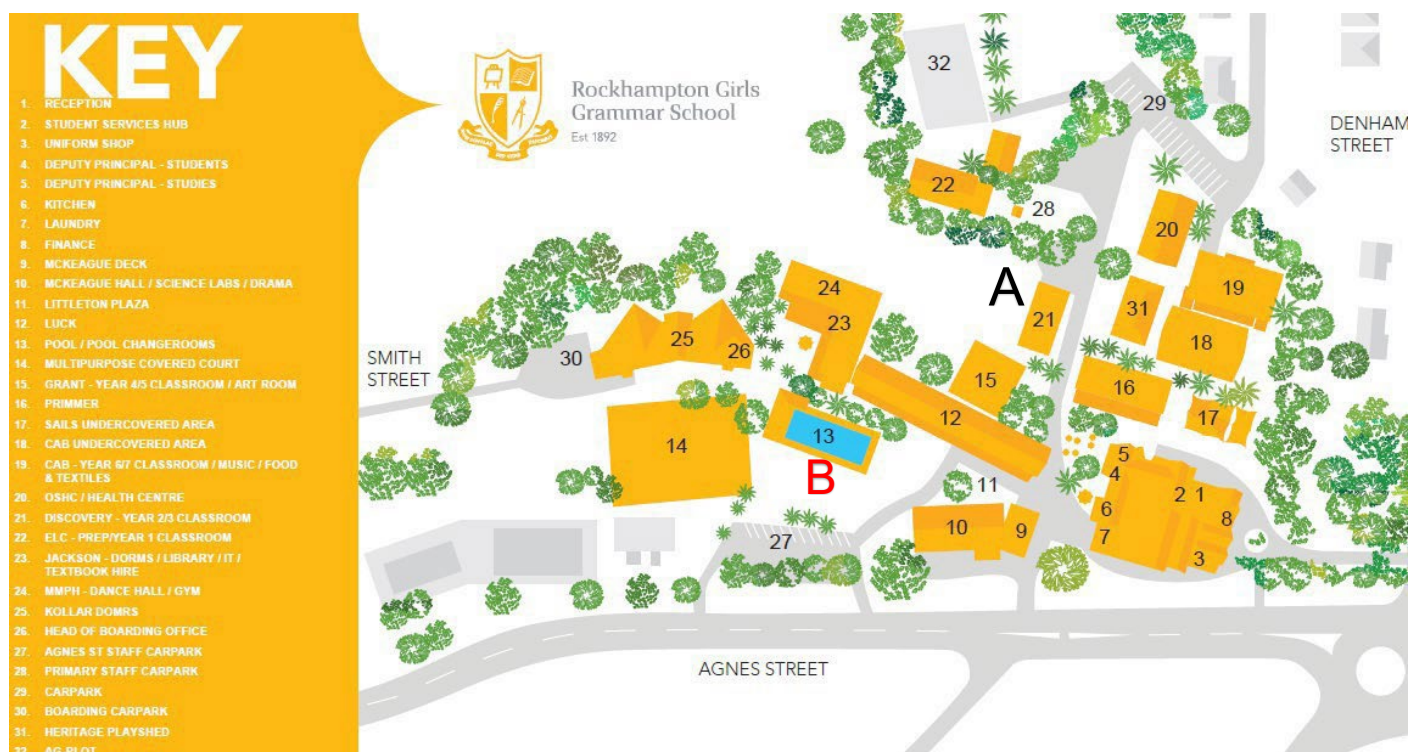 KEY
1. RECEPTION
2. STUDENT SERVICES HUB
3. UNIFORM SHOP
4. DEPUTY PRINCIPAL - STUDENTS
5. DEPUTY PRINCIPAL - STUDIES
6. KITCHEN
7. LAUNDRY
8. FINANCE
9. MCKEAGUE DECK
10. MCKEAGUE HALL / SCIENCE LABS / DRAMA
11. LITTLETON PLAZA
12. LUCK
13. POOL / POOL CHANGEROOMS
14. MULTIPURPOSE COVERED COURT
15. GRANT - YEAR 4/5 CLASSROOM / ART ROOM
16. PRIMMER
17. SAILS UNDERCOVERED AREA
18. CAB UNDERCOVERED AREA
19. CAB - YEAR 6/7 CLASSROOM / MUSIC / FOOD
& TEXTILES
20. OSHC / HEALTH CENTRE
21. DISCOVERY - YEAR 2/3 CLASSROOM
22. ELC - PREP/YEAR 1 CLASSROOM
23. JACKSON - DORMS / LIBRARY / IT /
TEXTBOOK HIRE
24. MMPH - DANCE HALL / GYM
25. KOLLAR DOMRS
26. HEAD OF BOARDING OFFICE
27. AGNES ST STAFF CARPARK
28. PRIMARY STAFF CARPARK
29. CARPARK
30. BOARDING CARPARK
31. HERITAGE PLAYSHED
32. AG PLOT
Rockhampton Girls
Grammar School
Est 1892
32
29
DENHAM
STREET
22
28
20
A
24
19
21
31
23
25
18
26
30
SMITH
STREET
15
16
12
17
13
14
5
B
4
11
2
1
6
10
9
8
7
27
3
AGNES STREET